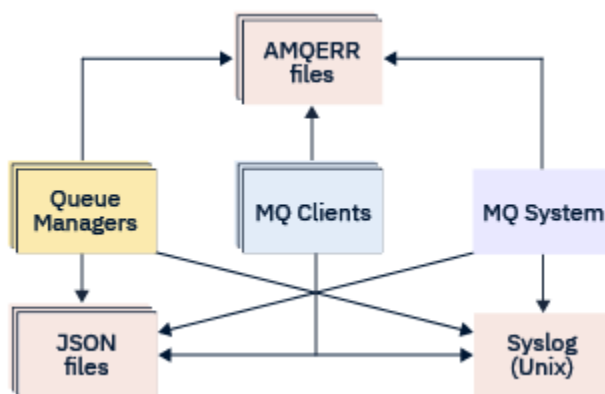 AMQERR
files
Queue
Managers
MQ Clients
MQ System
JSON
files
Syslog
(Unix)